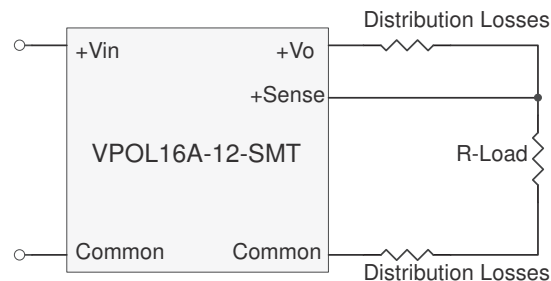 Distribution Losses
+Vin
+Vo
+Sense
VPOL16A-12-SMT
R-Load
Common
Common
Distribution Losses